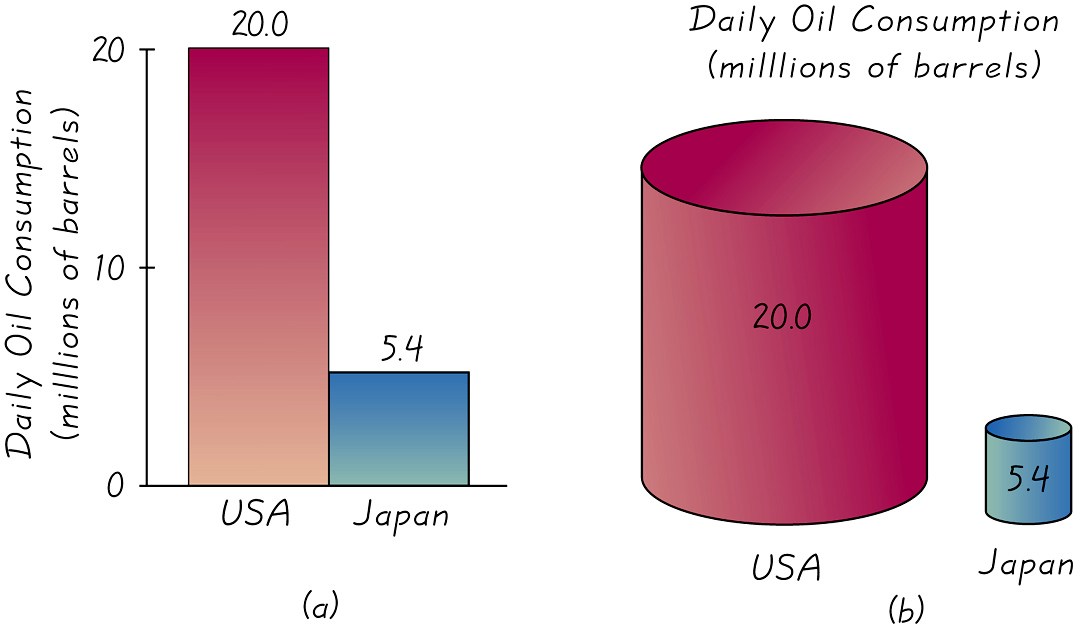 Daily Oil Consumption
(milllions of barrels)
20
10
0
20.0
5.4
USA Japan
(a)
Daily Oil Consumption
(milllions of barrels)
20.0
5.4
USA
Japan
(b)